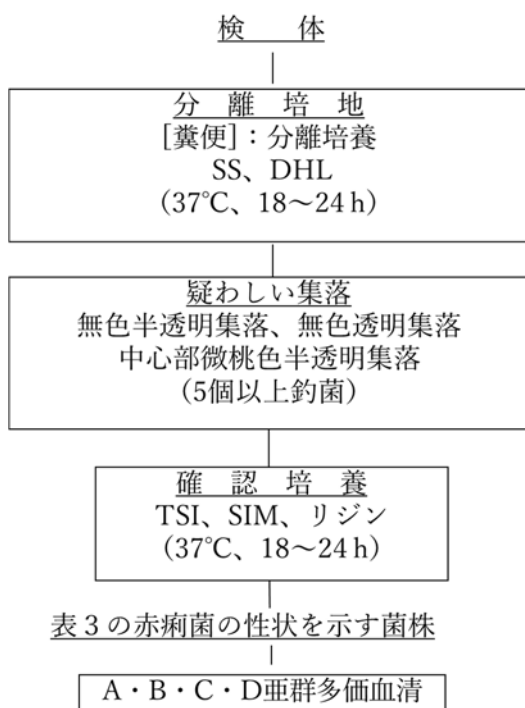 検　体
分　離　培　地
[糞便]：分離培養
SS、DHL
(37℃、18〜24 h)
疑わしい集落
無色半透明集落、無色透明集落
中心部微桃色半透明集落
(5個以上釣菌)
確　認　培　養
TSI、SIM、リジン
(37℃、18〜24 h)
表３の赤痢菌の性状を示す菌株
A・B・C・D亜群多価血清